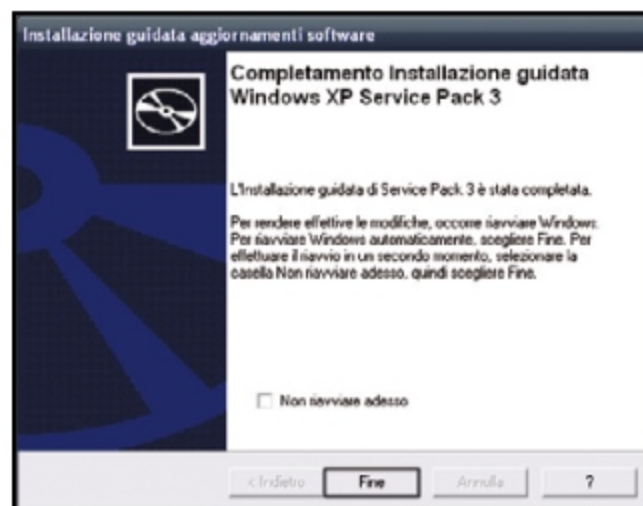 Installazione guidata aggiornamenti software
Completamento Installazione guidata
Windows XP Service Pack 3
L'Installazione guidata di Service Pack 3 è stata completata.
Per rendere effettive le modifiche, occorre riavviare Windows.
Per riavviare Windows automaticamente, scegliere Fine. Per
effettuare il riavvio in un secondo momento, selezionare la
casella Non riavviare adesso, quindi scegliere Fine.
Non riavviare adesso
< Indietro Fine Annulla ?